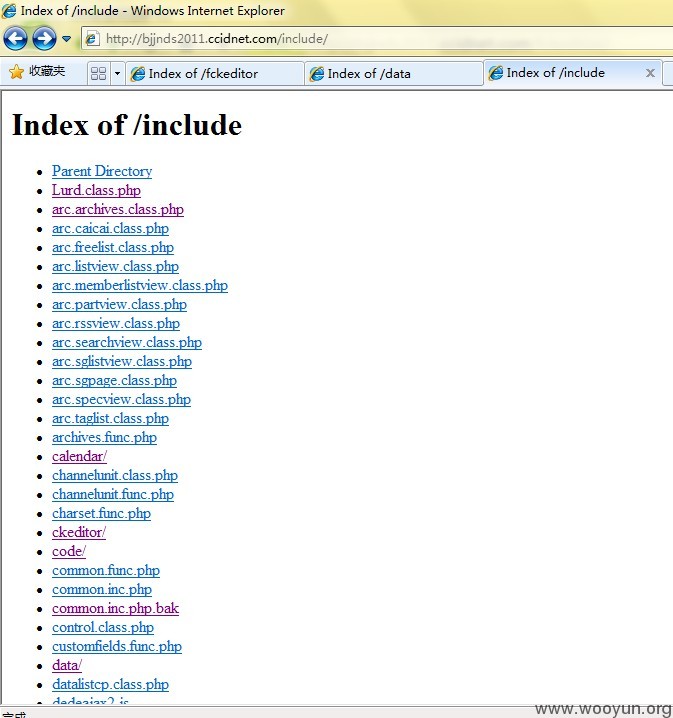 Index of /include - Windows Internet Explorer
http://bjjnds2011.ccidnet.com/include/
收藏夹
Index of /fckeditor
Index of /data
Index of /include
Index of /include
Parent Directory
Lurd.class.php
arc.archives.class.php
arc.caicai.class.php
arc.freelist.class.php
arc.listview.class.php
arc.memberlistview.class.php
arc.partview.class.php
arc.rssview.class.php
arc.searchview.class.php
arc.sglistview.class.php
arc.sgpage.class.php
arc.specview.class.php
arc.taglist.class.php
archives.func.php
calendar/
channelunit.class.php
channelunit.func.php
charset.func.php
ckeditor/
code/
common.func.php
common.inc.php
common.inc.php.bak
control.class.php
customfields.func.php
data/
datalistcp.class.php
dedeajax2.js
www.wooyun.org